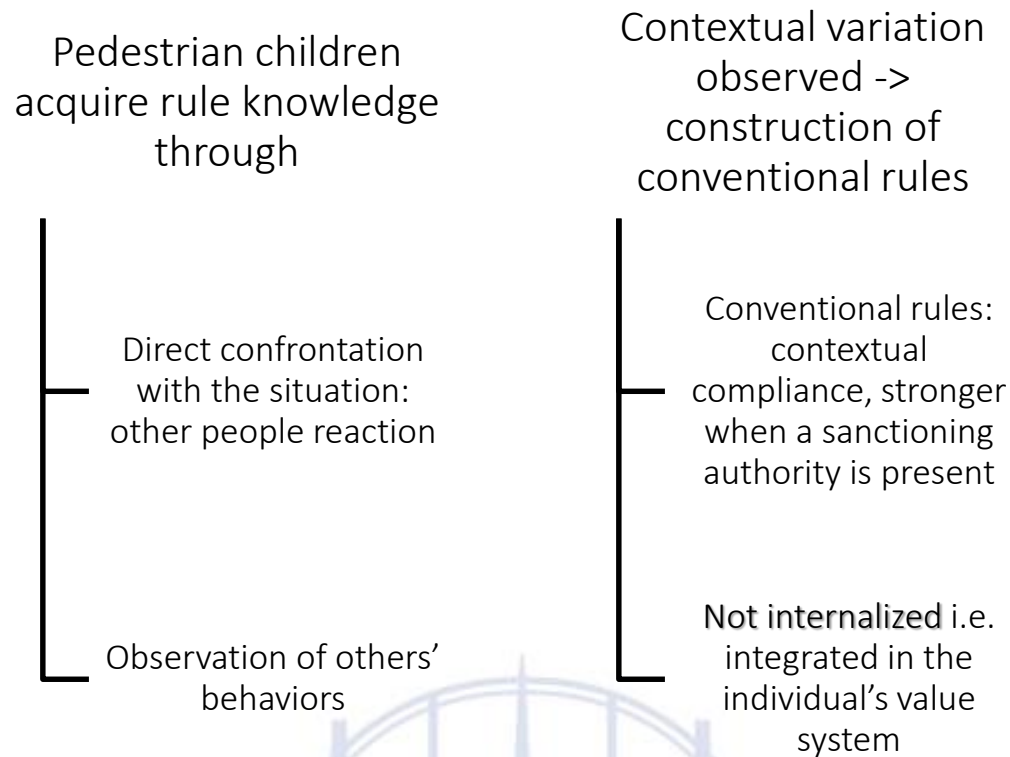 Pedestrian children
acquire rule knowledge
through
Direct confrontation
with the situation:
other people reaction
Observation of others’
behaviors
Contextual variation
observed ->
construction of
conventional rules
Conventional rules:
contextual
compliance, stronger
when a sanctioning
authority is present
Not internalized i.e.
integrated in the
individual’s value
system